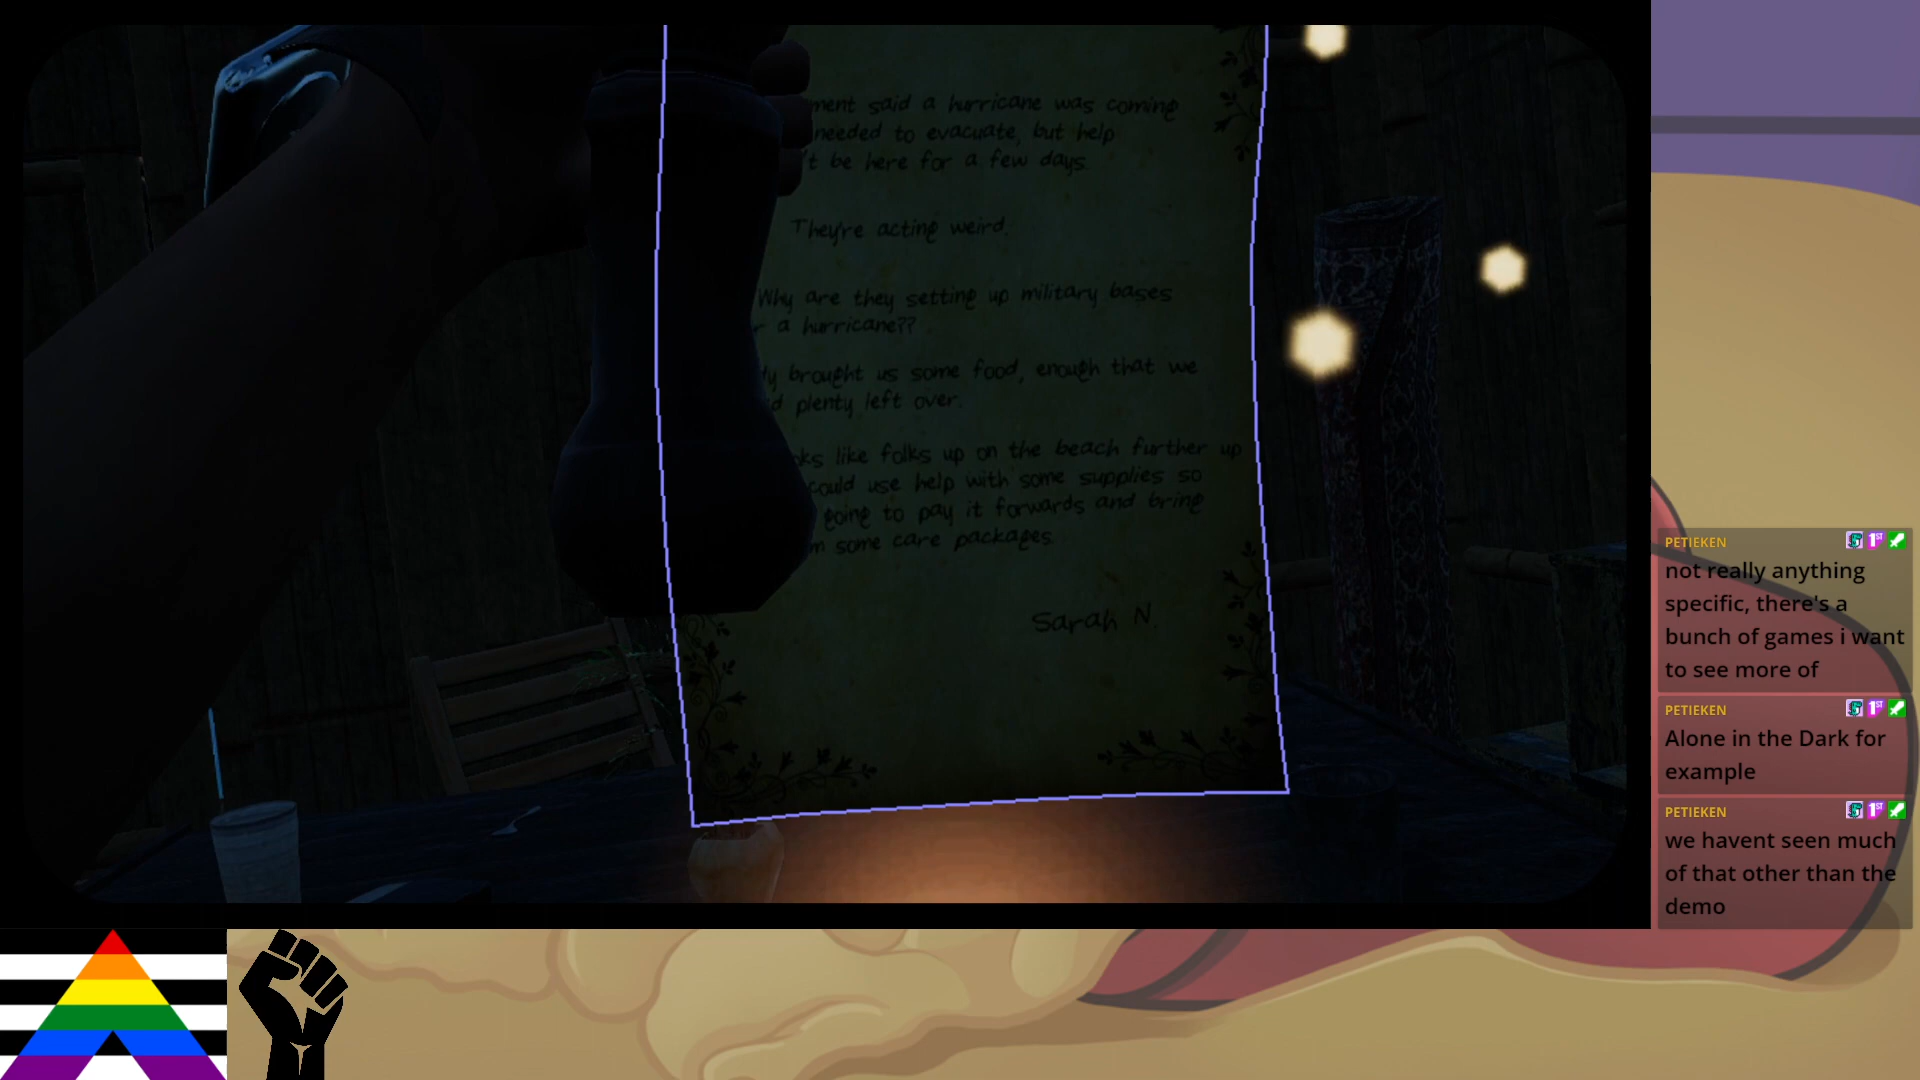 said a hurricane was coming
needed to evacuate, but help
be here for a few days.
They're acting weird.
Why are they setting up military bases
a hurricane??
brought us some food, enough that we
plenty left over.
like folks up on the beach further up
could use help with some supplies so
going to pay it forwards and bring
some care packages.
Sarah N.
PETIEKEN
not really anything
specific, there's a
bunch of games i want
to see more of
PETIEKEN
Alone in the Dark for
example
PETIEKEN
we havent seen much
of that other than the
demo